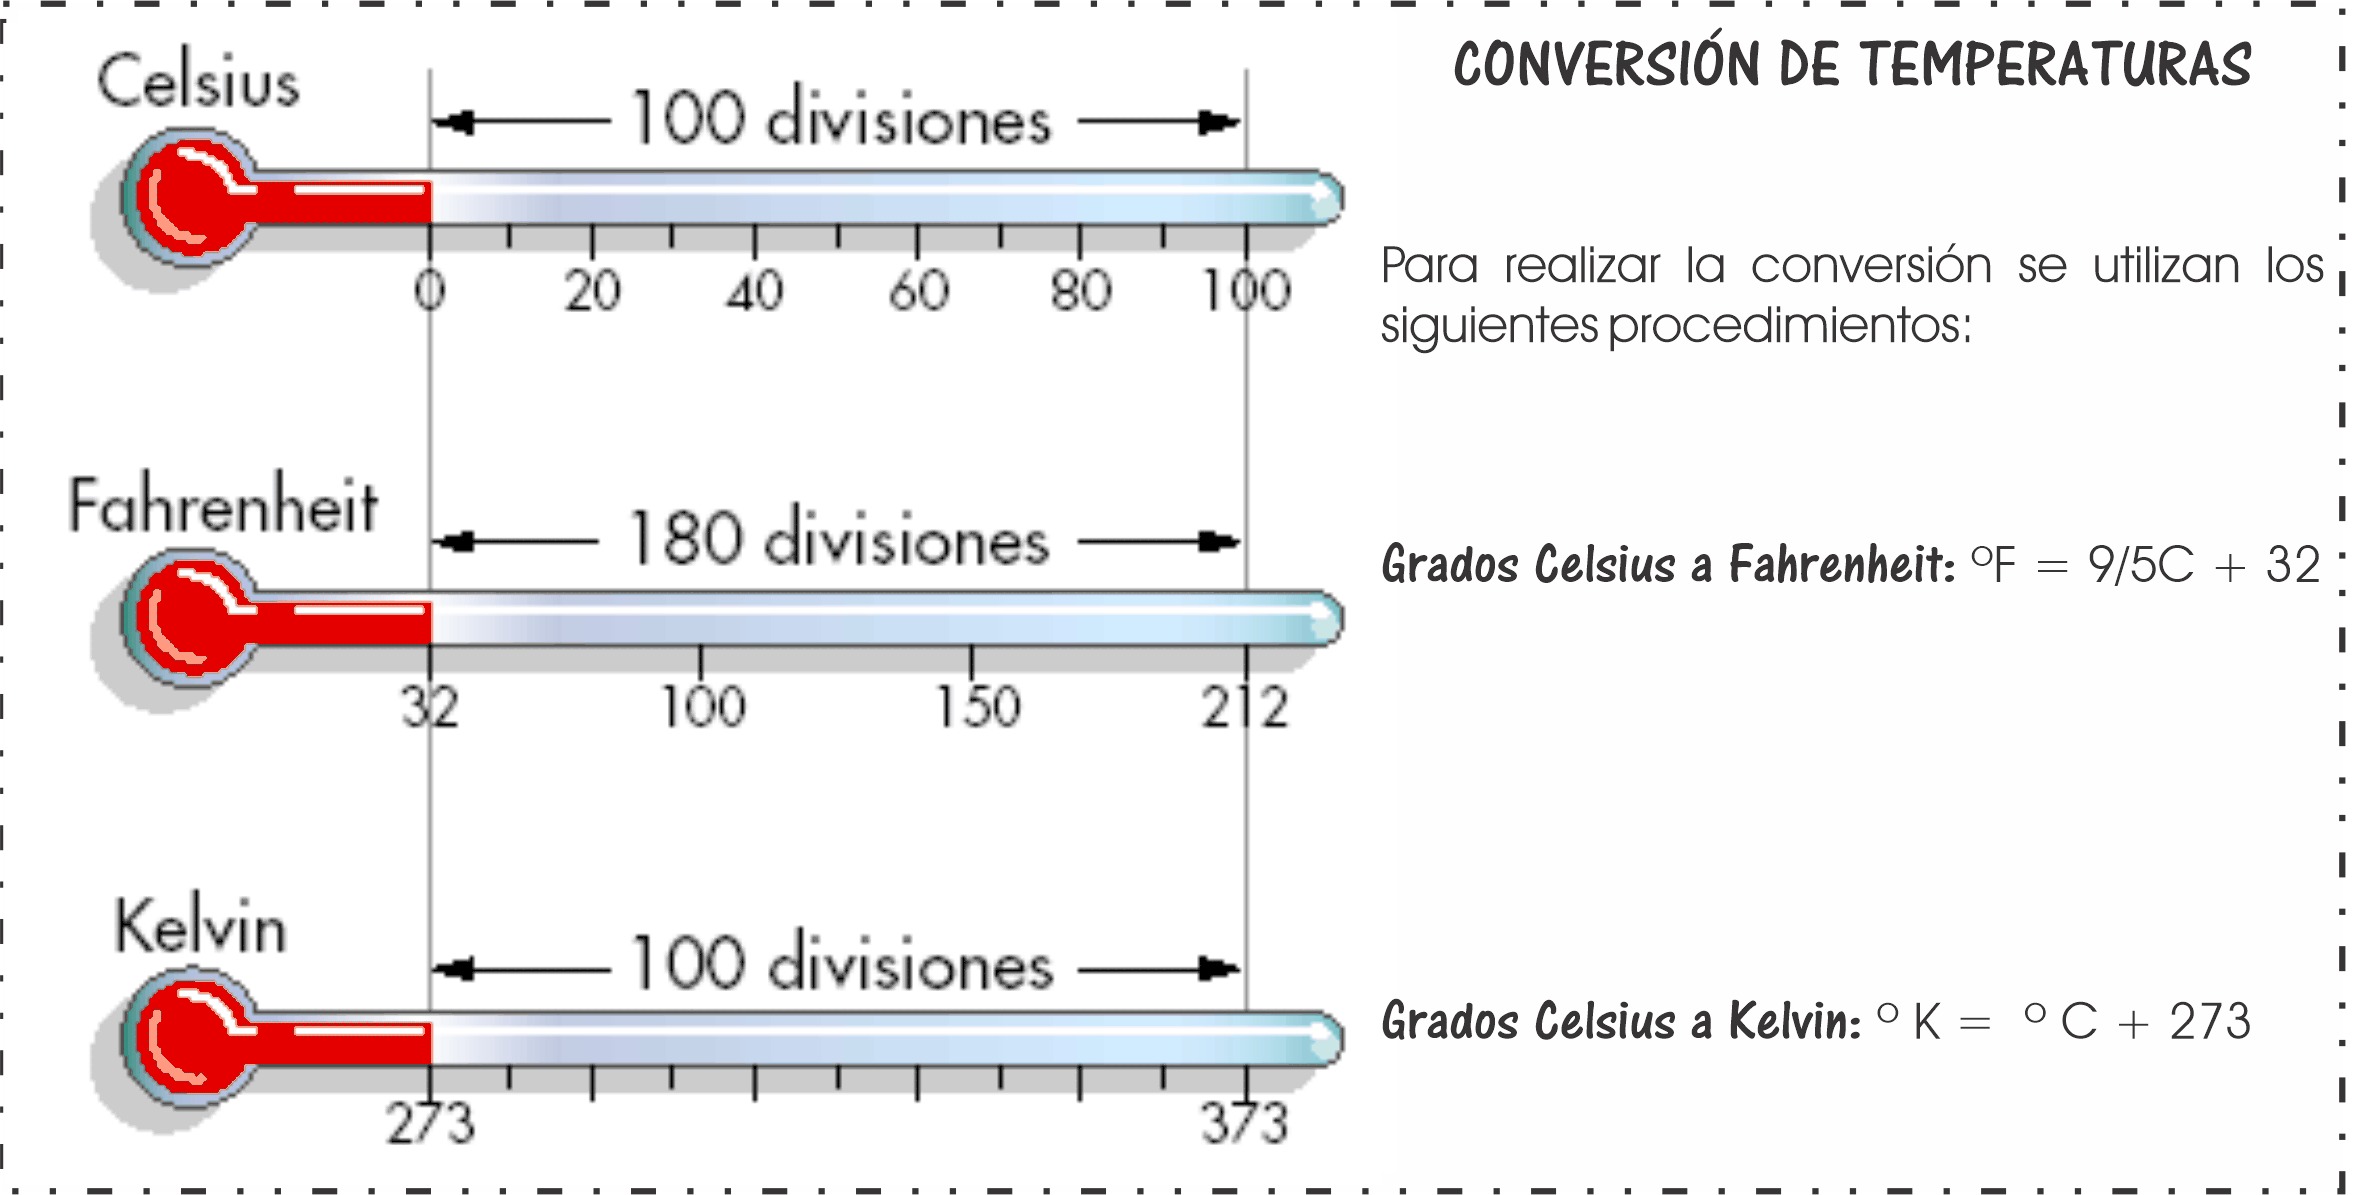 CONVERSIÓN DE TEMPERATURAS
Celsius
100 divisiones
0 20 40 60 80 100
Para realizar la conversión se utilizan los
siguientes procedimientos:
Fahrenheit
180 divisiones
32 100 150 212
Grados Celsius a Fahrenheit: °F = 9/5C + 32
Kelvin
100 divisiones
273 373
Grados Celsius a Kelvin: ° K = ° C + 273